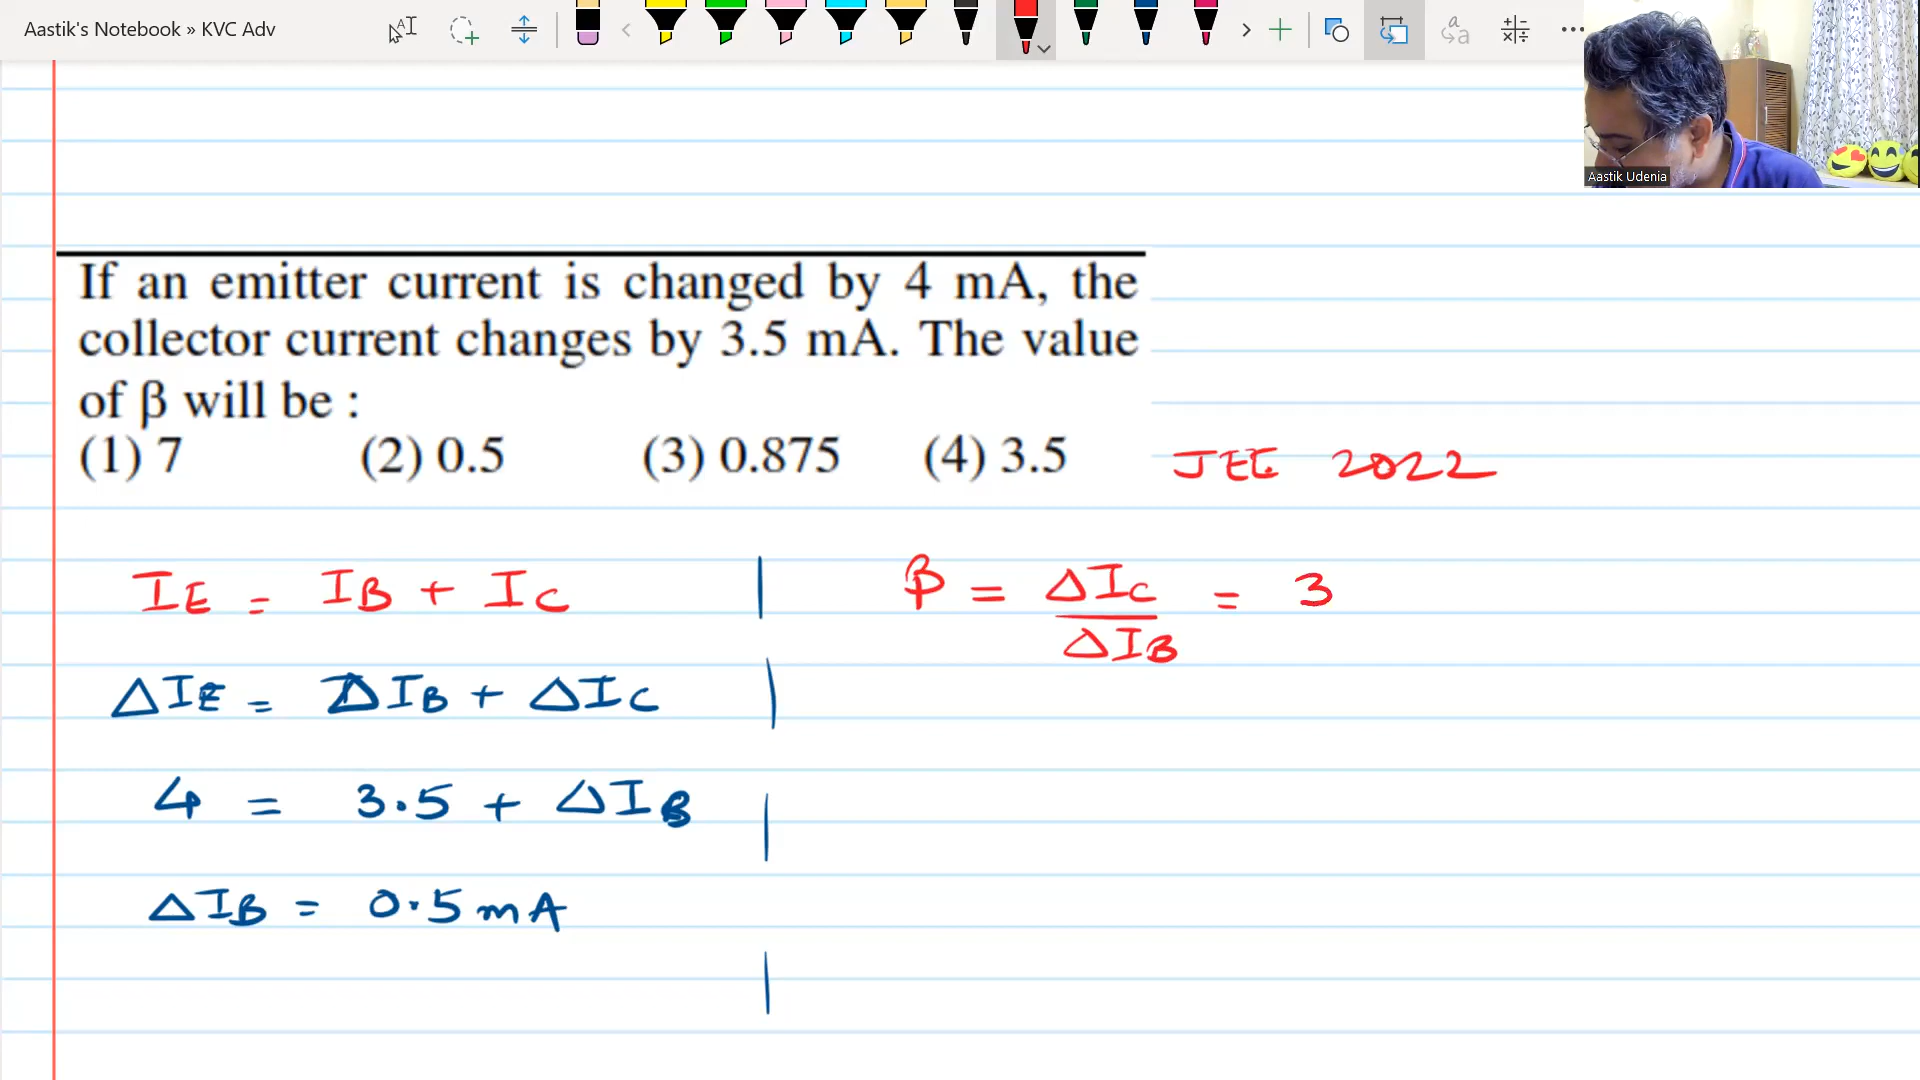 Aastik's Notebook » KVC Adv
Aastik Udenia
If an emitter current is changed by 4 mA, the
collector current changes by 3.5 mA. The value
of β will be :
(1) 7 (2) 0.5 (3) 0.875 (4) 3.5
JEE 2022
IE = IB + IC
β = ΔIC/ΔIB = 3
ΔIE = ΔIB + ΔIC
4 = 3.5 + ΔIB
ΔIB = 0.5 mA